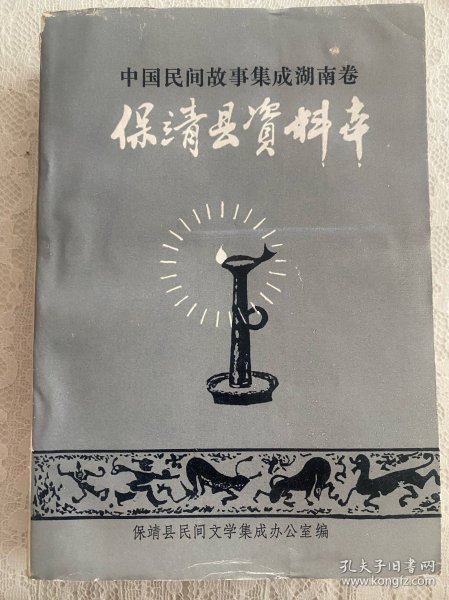 中国民间故事集成湖南卷
保靖县资料本
保靖县民间文学集成办公室编
孔夫子旧书网
www.kongfz.com